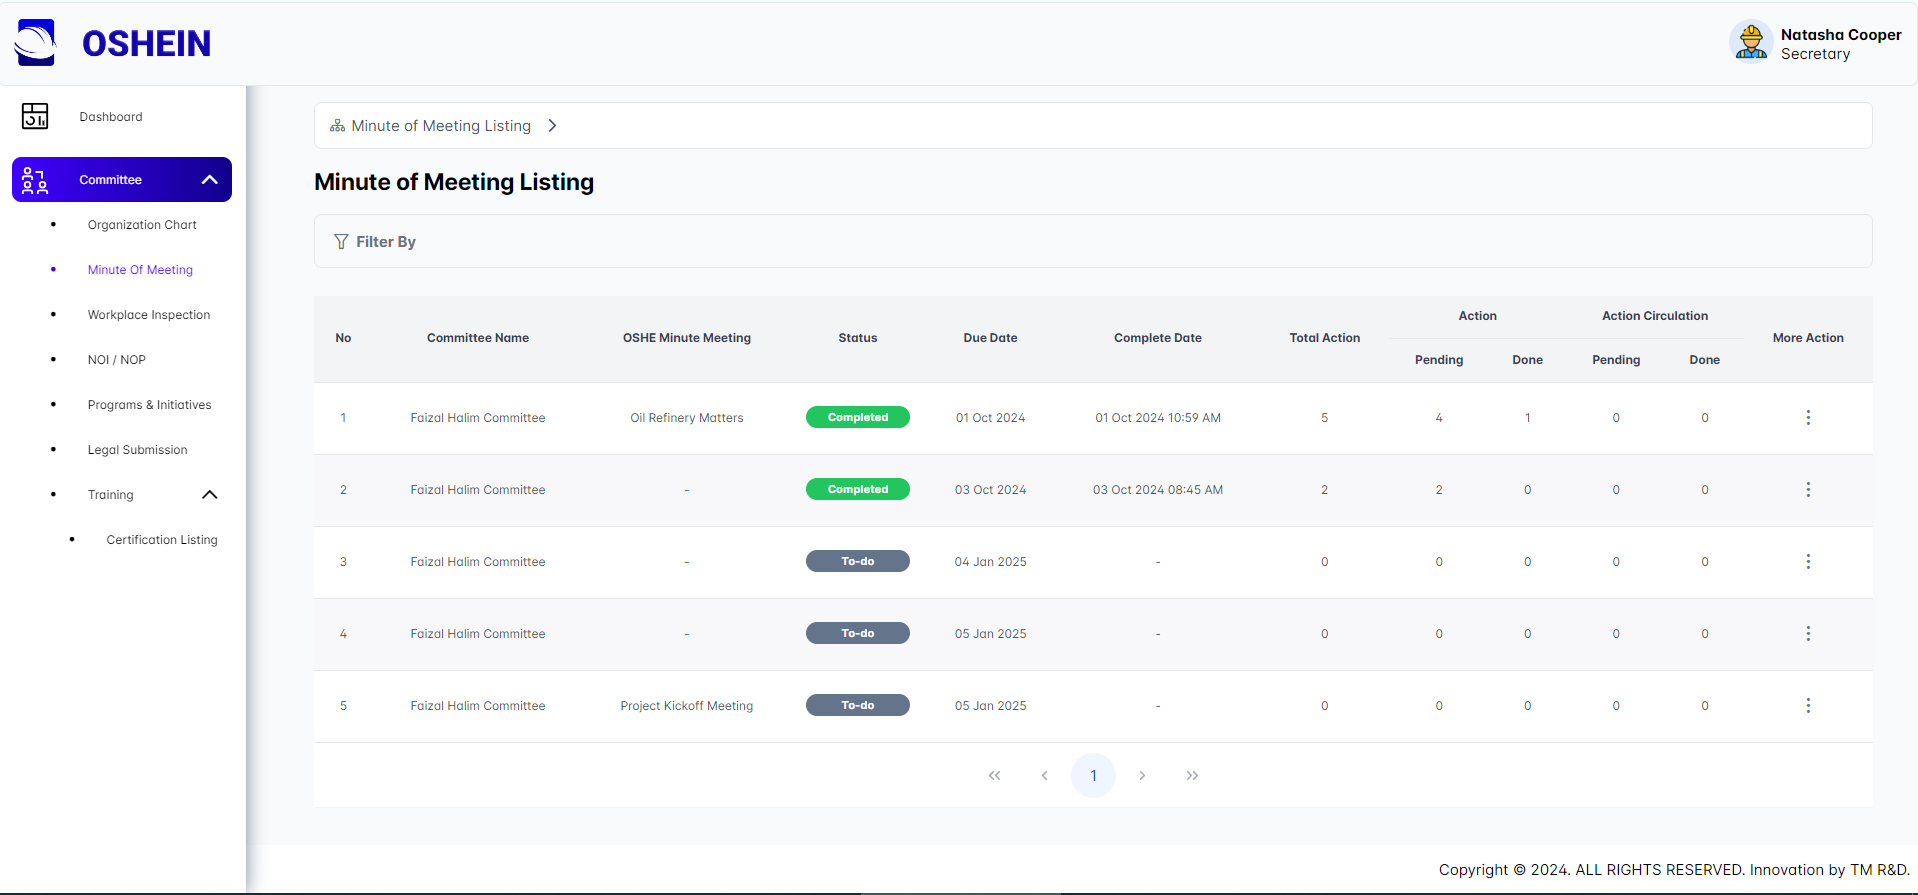 OSHEIN
Natasha Cooper
Secretary
Dashboard
Committee
Organization Chart
Minute Of Meeting
Workplace Inspection
NOI / NOP
Programs & Initiatives
Legal Submission
Training
Certification Listing
Minute of Meeting Listing
Minute of Meeting Listing
Filter By
No Committee Name OSHE Minute Meeting Status Due Date Complete Date Total Action Action Action Circulation More Action
Pending Done Pending Done
1 Faizal Halim Committee Oil Refinery Matters Completed 01 Oct 2024 01 Oct 2024 10:59 AM 5 4 1 0 0
2 Faizal Halim Committee - Completed 03 Oct 2024 03 Oct 2024 08:45 AM 2 2 0 0 0
3 Faizal Halim Committee - To-do 04 Jan 2025 - 0 0 0 0 0
4 Faizal Halim Committee - To-do 05 Jan 2025 - 0 0 0 0 0
5 Faizal Halim Committee Project Kickoff Meeting To-do 05 Jan 2025 - 0 0 0 0 0
1
Copyright © 2024. ALL RIGHTS RESERVED. Innovation by TM R&D.